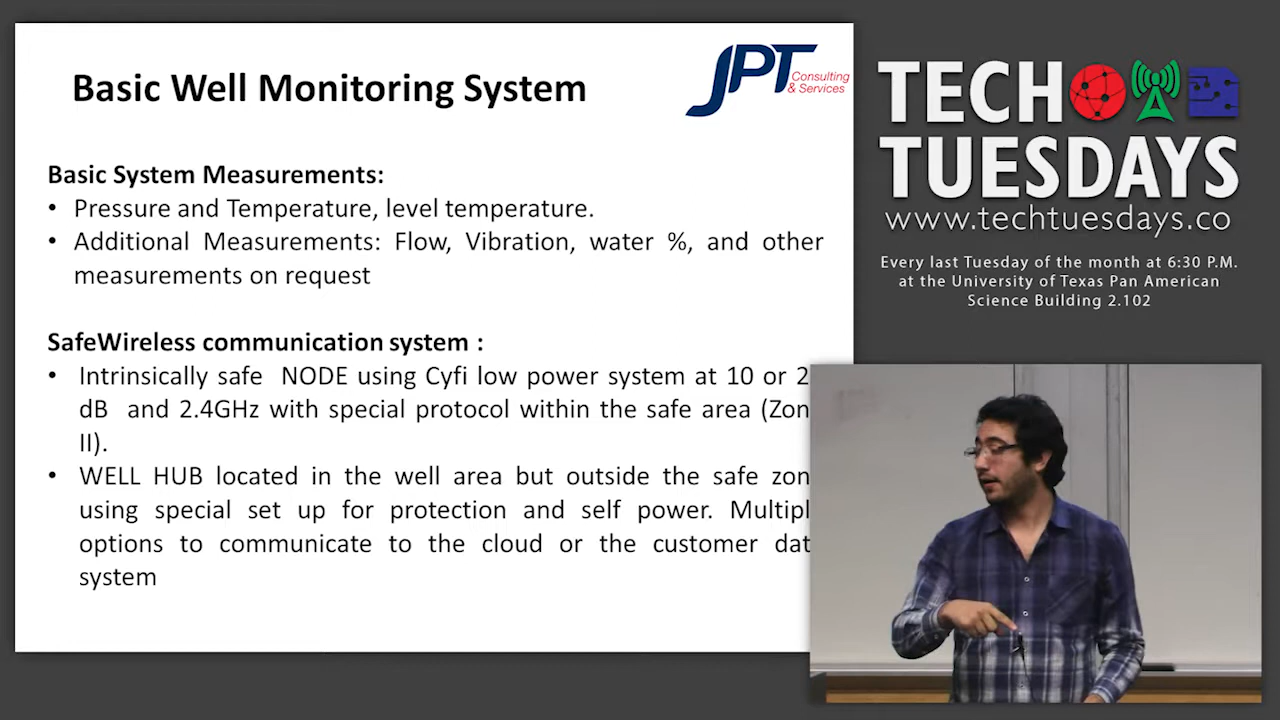 Basic Well Monitoring System
JPT
Consulting
& Services
Basic System Measurements:
• Pressure and Temperature, level temperature.
• Additional Measurements: Flow, Vibration, water %, and other
measurements on request
SafeWireless communication system :
• Intrinsically safe NODE using Cyfi low power system at 10 or 2
dB and 2.4GHz with special protocol within the safe area (Zon
II).
• WELL HUB located in the well area but outside the safe zon
using special set up for protection and self power. Multipl
options to communicate to the cloud or the customer dat
system
TECH
TUESDAYS
www.techtuesdays.co
Every last Tuesday of the month at 6:30 P.M.
at the University of Texas Pan American
Science Building 2.102